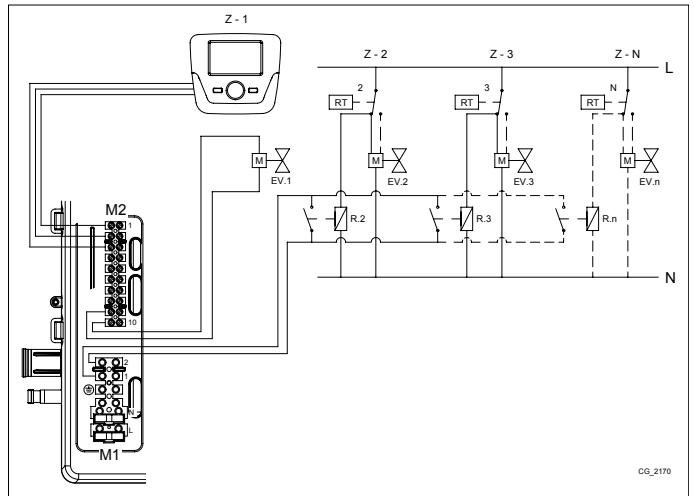 Z - 1
Z - 2
Z - 3
Z - N
L
2
3
N
RT
RT
RT
M
EV.1
M
EV.2
M
EV.3
M
EV.n
R.2
R.3
R.n
N
M2
1
10
2
1
N
L
M1
CG_2170